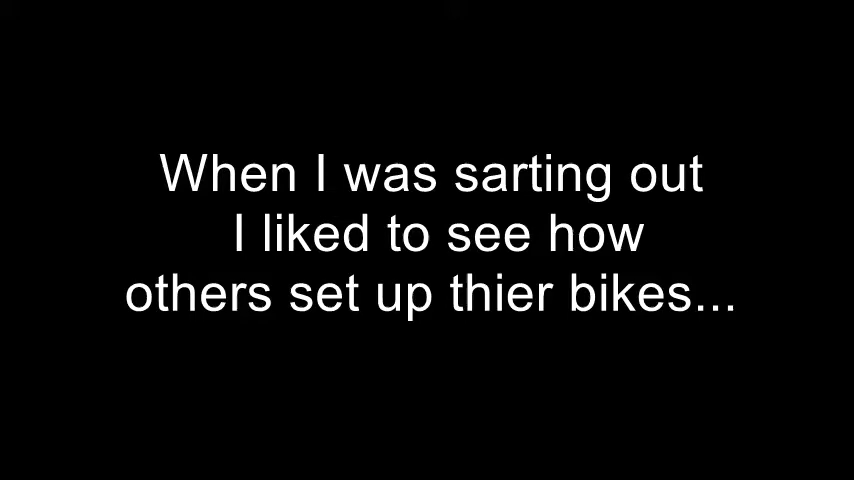 When I was sarting out
I liked to see how
others set up thier bikes...